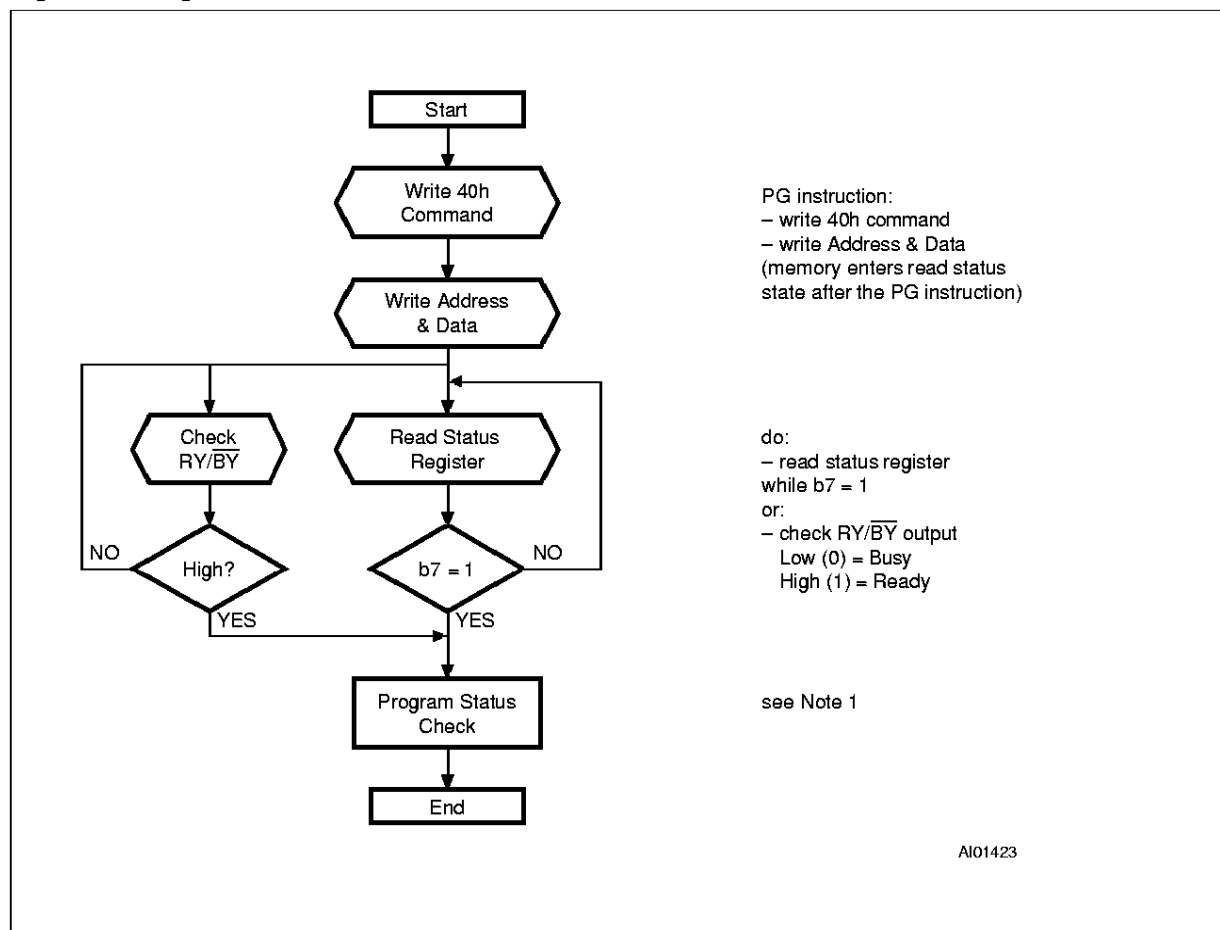 Start
Write 40h
Command
PG instruction:
– write 40h command
– write Address & Data
(memory enters read status
state after the PG instruction)
Write Address
& Data
Check
RY/BY
Read Status
Register
do:
– read status register
while b7 = 1
or:
– check RY/BY output
Low (0) = Busy
High (1) = Ready
NO
High?
YES
b7 = 1
NO
YES
Program Status
Check
see Note 1
End
AI01423